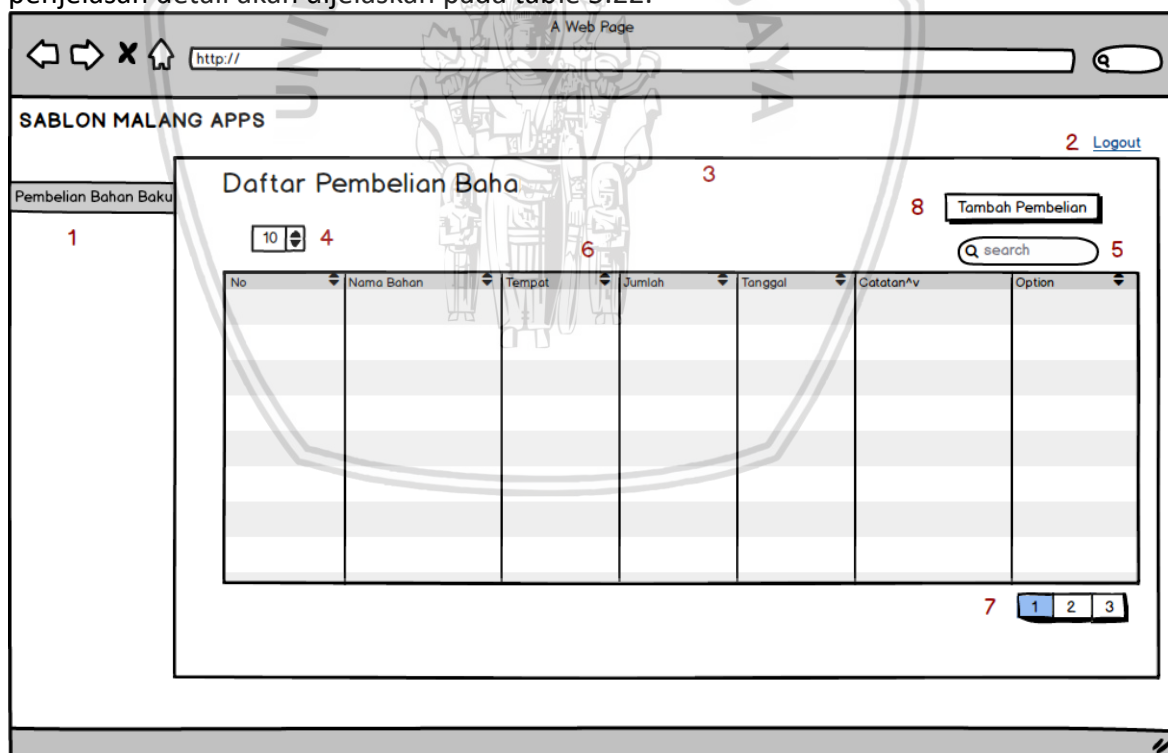 penjelasan detail akan dijelaskan pada table 5.22.
A Web Page
http://
SABLON MALANG APPS
2 Logout
Daftar Pembelian Baha
3
Pembelian Bahan Baku
8 Tambah Pembelian
1
10 4
6
search 5
No Nama Bahan Tempat Jumlah Tanggal Catatan^v Option
7 1 2 3
UNI
JAYA